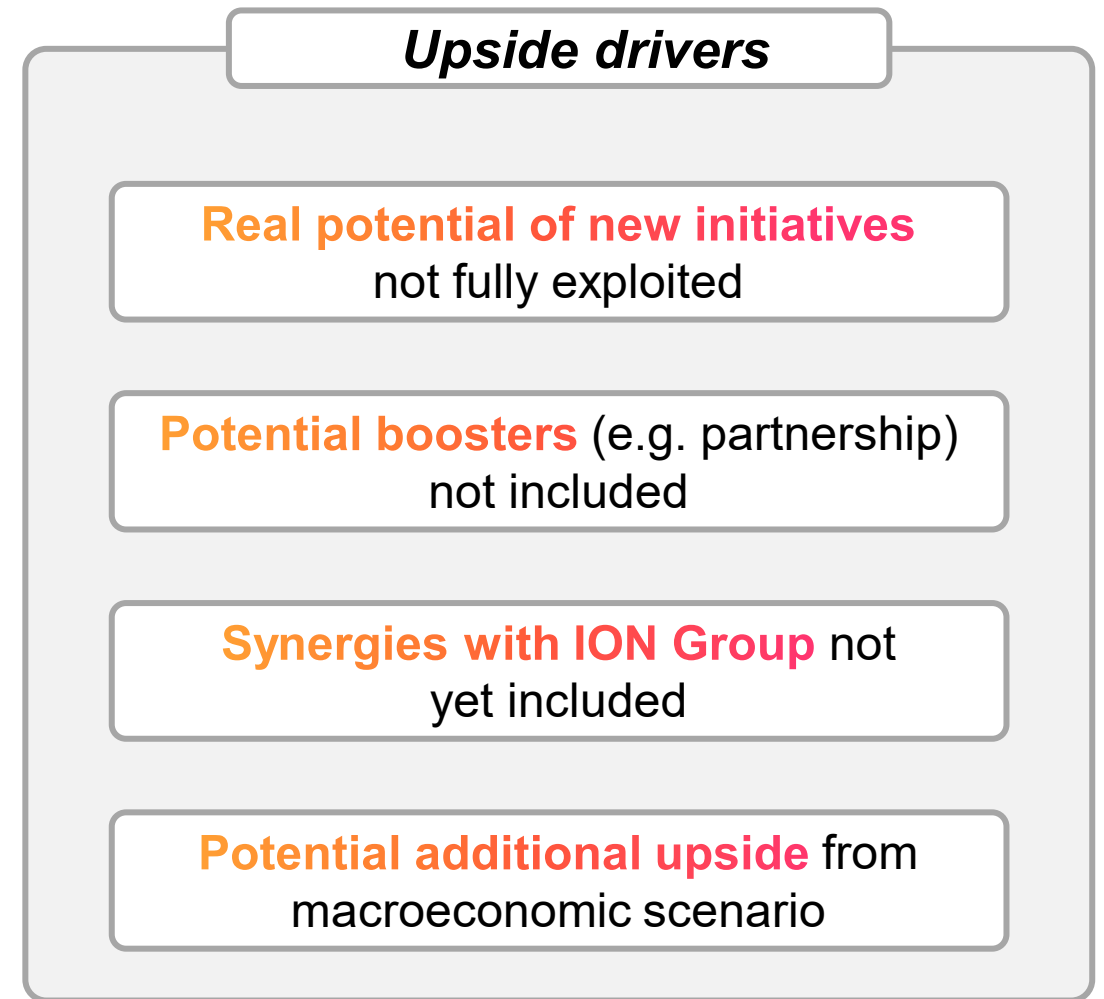 Upside drivers
Real potential of new initiatives
not fully exploited
Potential boosters (e.g. partnership)
not included
Synergies with ION Group not
yet included
Potential additional upside from
macroeconomic scenario